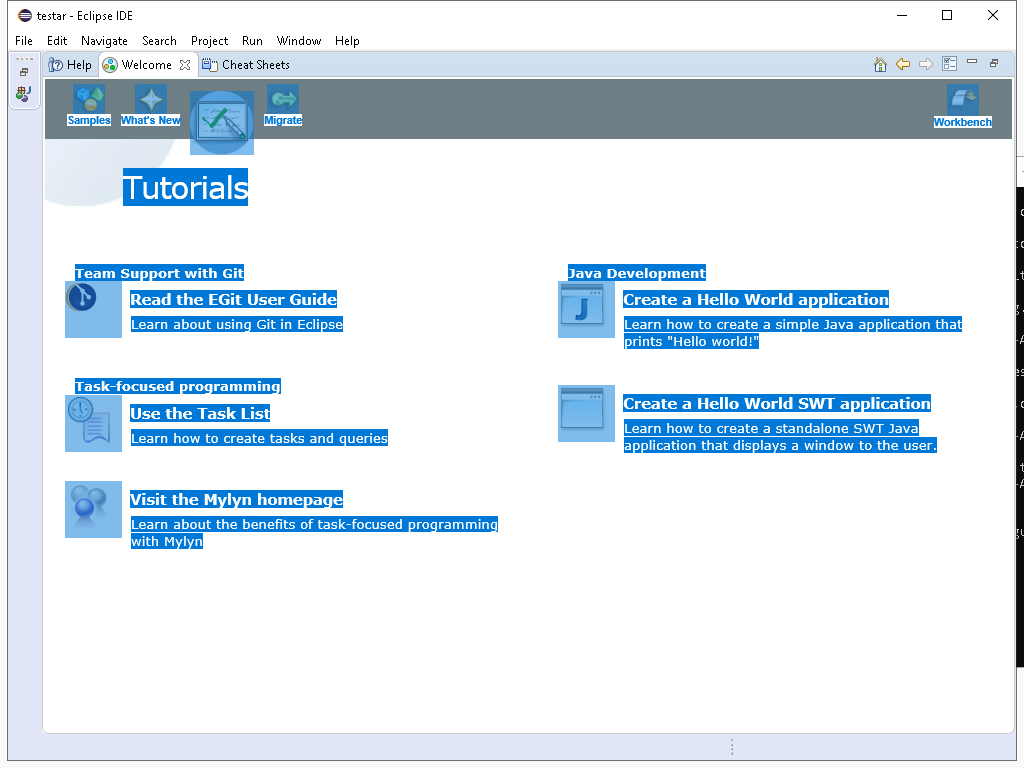 testar - Eclipse IDE
File Edit Navigate Search Project Run Window Help
Help Welcome Cheat Sheets
Samples What's New Migrate Workbench
Tutorials
Team Support with Git
Read the EGit User Guide
Learn about using Git in Eclipse
Task-focused programming
Use the Task List
Learn how to create tasks and queries
Visit the Mylyn homepage
Learn about the benefits of task-focused programming
with Mylyn
Java Development
Create a Hello World application
Learn how to create a simple Java application that
prints "Hello world!"
Create a Hello World SWT application
Learn how to create a standalone SWT Java
application that displays a window to the user.